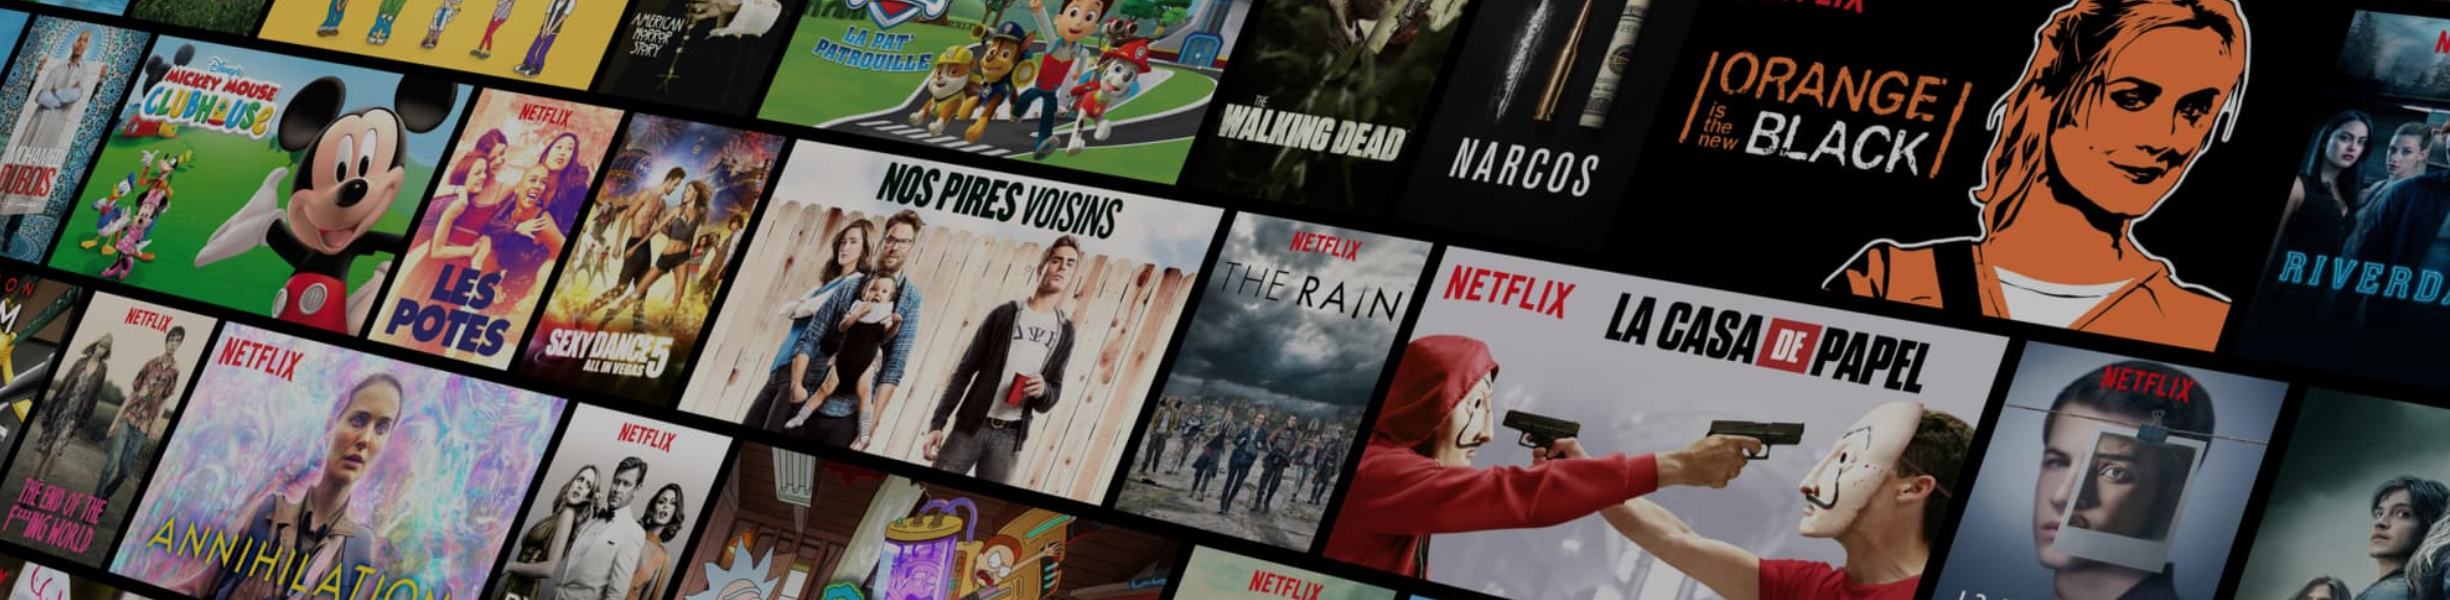 AMERICAN
HORROR
STORY
LA PAT'
PATROUILLE
THE
WALKING DEAD
NARCOS
ORANGE
is
the
new
BLACK
RIVERD
MOHAMED
DUBOIS
Disney's
MICKEY MOUSE
CLUBHOUSE
NETFLIX
LES
POTES
SEXY DANCE 5
ALL IN VEGAS
NOS PIRES VOISINS
NETFLIX
THE RAIN
NETFLIX
LA CASA DE PAPEL
NETFLIX
NETFLIX
THE END OF THE
F***ING WORLD
NETFLIX
ANNIHILATION
NETFLIX
NETFLIX